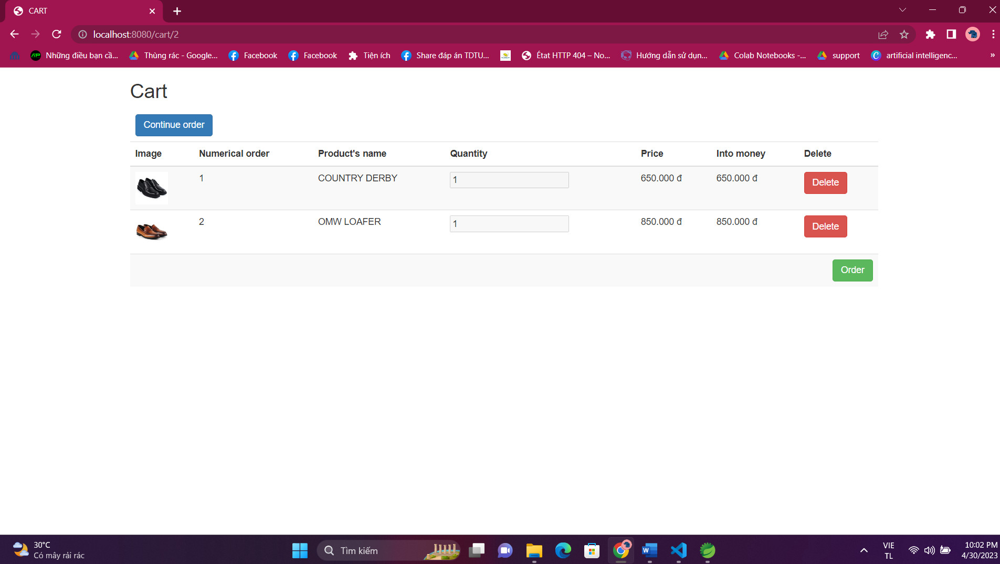 CART
localhost:8080/cart/2
Những điều bạn cầ... Thùng rác - Google... Facebook Facebook Tiện ích Share đáp án TDTU... État HTTP 404 – No... Hướng dẫn sử dụn... Colab Notebooks -... support artificial intelligenc... »
Cart
Continue order
Image Numerical order Product's name Quantity Price Into money Delete
1 COUNTRY DERBY 1 650.000 đ 650.000 đ Delete
2 OMW LOAFER 1 850.000 đ 850.000 đ Delete
Order
30°C
Có mây rải rác
Tìm kiếm
VIE
TL
10:02 PM
4/30/2023